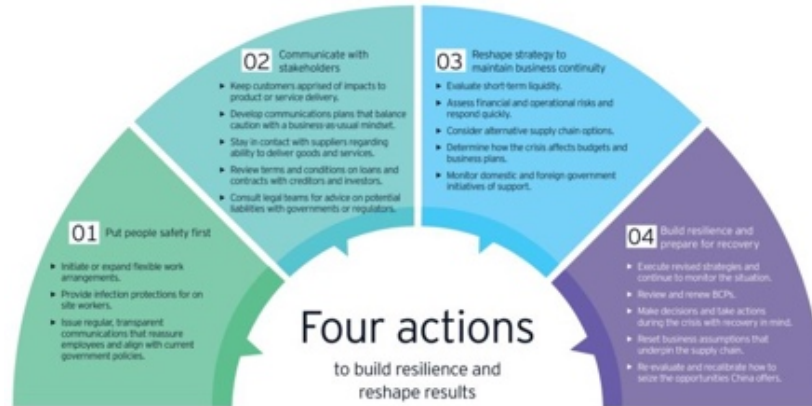 01 Put people safety first
► Initiate or expand flexible work
arrangements.
► Provide infection protections for on
site workers.
► Issue regular, transparent
communications that reassure
employees and align with current
government policies.
02 Communicate with
stakeholders
► Keep customers apprised of impacts to
product or service delivery.
► Develop communications plans that balance
caution with a business-as-usual mindset.
► Stay in contact with suppliers regarding
ability to deliver goods and services.
► Review terms and conditions on loans and
contracts with creditors and investors.
► Consult legal teams for advice on potential
liabilities with governments or regulators.
03 Reshape strategy to
maintain business continuity
► Evaluate short-term liquidity.
► Assess financial and operational risks and
respond quickly.
► Consider alternative supply chain options.
► Determine how the crisis affects budgets and
business plans.
► Monitor domestic and foreign government
initiatives of support.
04 Build resilience and
prepare for recovery
► Execute revised strategies and
continue to monitor the situation.
► Review and renew BCPs.
► Make decisions and take actions
during the crisis with recovery in mind.
► Reset business assumptions that
underpin the supply chain.
► Re-evaluate and recalibrate how to
seize the opportunities China offers.
Four actions
to build resilience and
reshape results